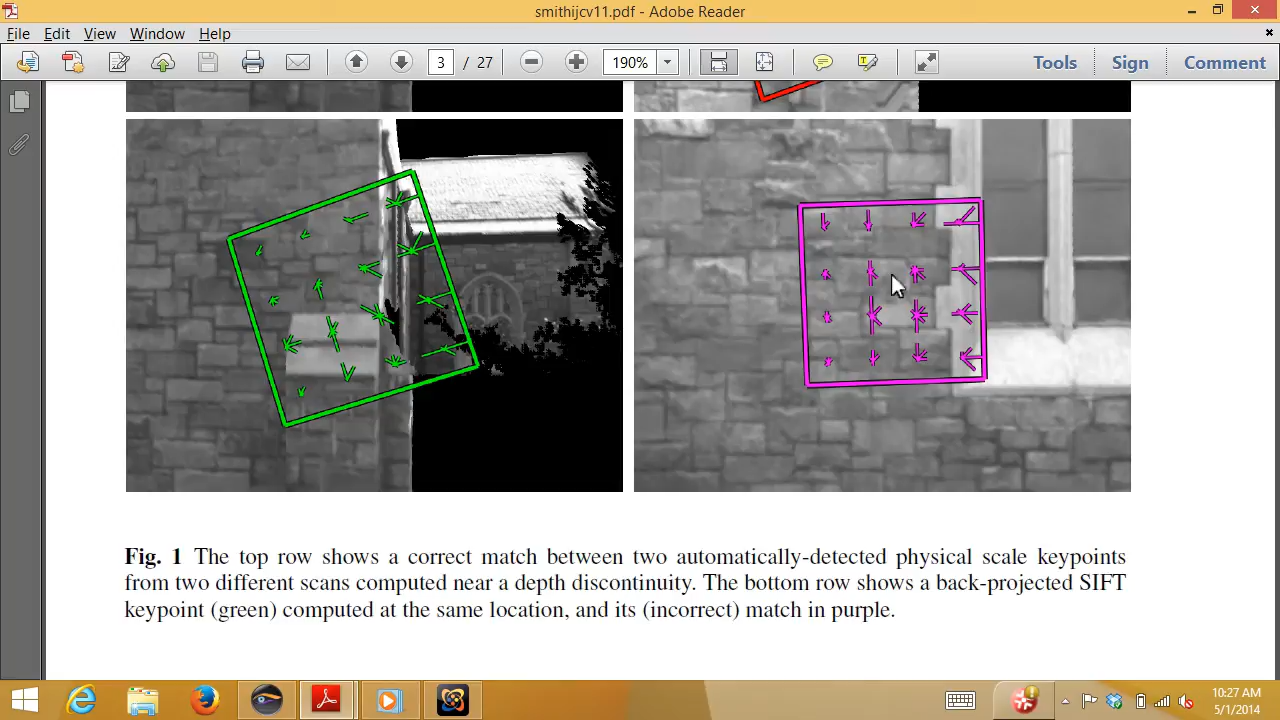 smithijcv11.pdf - Adobe Reader
File Edit View Window Help
3 / 27
190%
Tools Sign Comment
Fig. 1 The top row shows a correct match between two automatically-detected physical scale keypoints
from two different scans computed near a depth discontinuity. The bottom row shows a back-projected SIFT
keypoint (green) computed at the same location, and its (incorrect) match in purple.
10:27 AM
5/1/2014